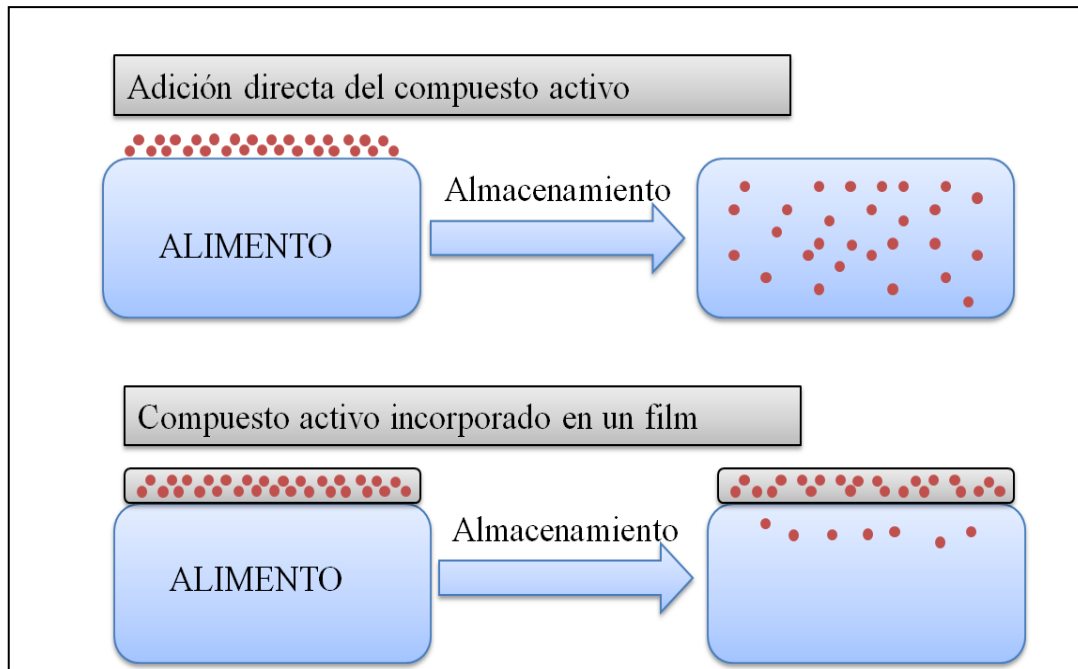 Adición directa del compuesto activo
Almacenamiento
ALIMENTO
Compuesto activo incorporado en un film
Almacenamiento
ALIMENTO